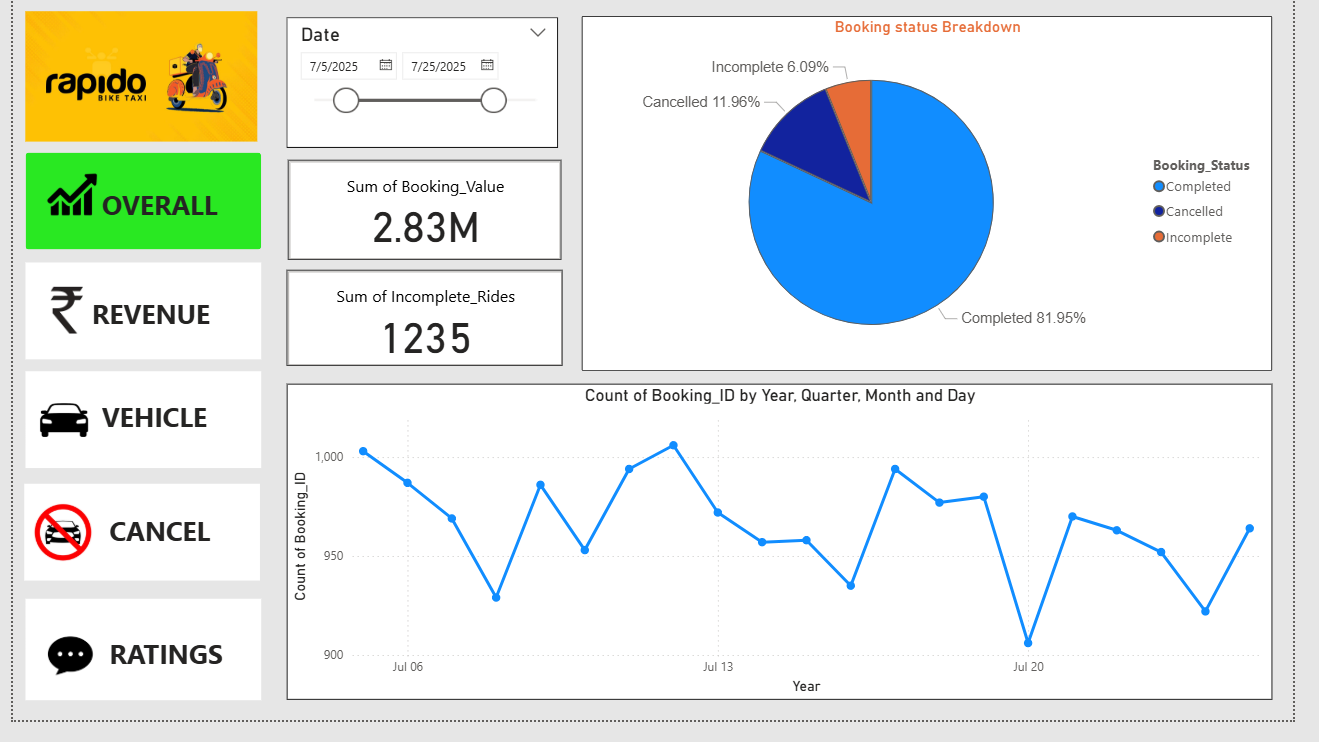 rapido
BIKE TAXI
OVERALL
REVENUE
VEHICLE
CANCEL
RATINGS
Date
7/5/2025
7/25/2025
Sum of Booking_Value
2.83M
Sum of Incomplete_Rides
1235
Booking status Breakdown
Incomplete 6.09%
Cancelled 11.96%
Completed 81.95%
Booking_Status
Completed
Cancelled
Incomplete
Count of Booking_ID by Year, Quarter, Month and Day
Count of Booking_ID
1,000
950
900
Jul 06
Jul 13
Jul 20
Year